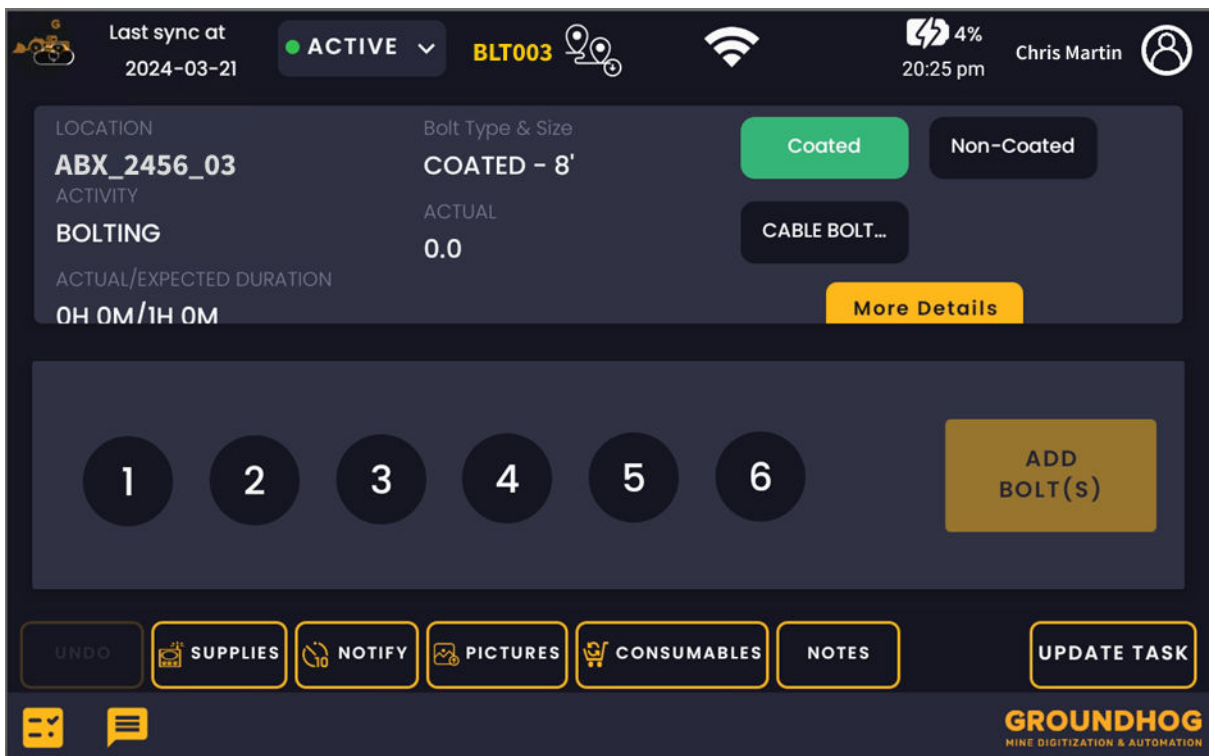 G
Last sync at
2024-03-21
ACTIVE
BLT003
4%
20:25 pm
Chris Martin
LOCATION
ABX_2456_03
ACTIVITY
BOLTING
ACTUAL/EXPECTED DURATION
0H 0M/1H 0M
Bolt Type & Size
COATED - 8'
ACTUAL
0.0
Coated
Non-Coated
CABLE BOLT...
More Details
1 2 3 4 5 6
ADD
BOLT(S)
UNDO
SUPPLIES
10
NOTIFY
PICTURES
CONSUMABLES
NOTES
UPDATE TASK
GROUNDHOG
MINE DIGITIZATION & AUTOMATION